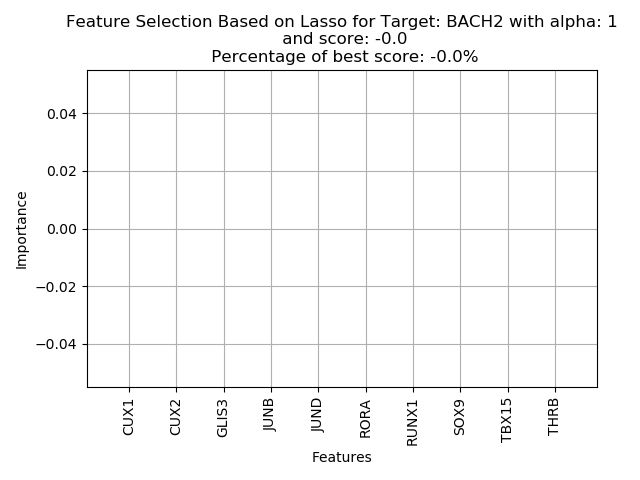 Feature Selection Based on Lasso for Target: BACH2 with alpha: 1
and score: -0.0
Percentage of best score: -0.0%
0.04
0.02
0.00
−0.02
−0.04
Importance
CUX1
CUX2
GLIS3
JUNB
JUND
RORA
RUNX1
SOX9
TBX15
THRB
Features